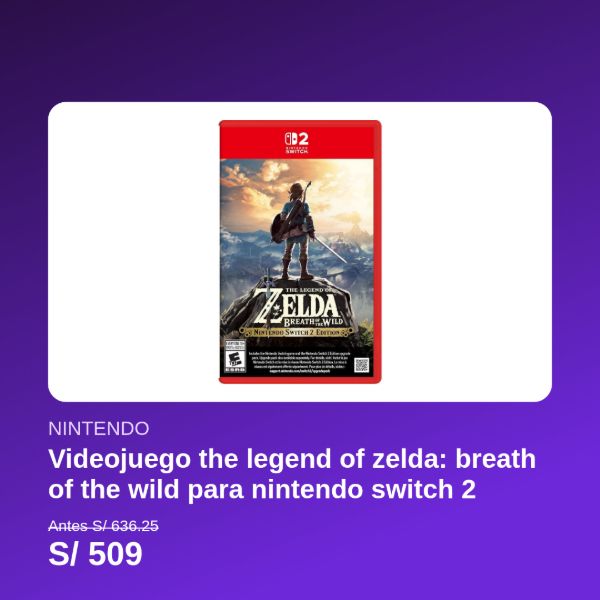 2
NINTENDO
SWITCH
THE LEGEND OF
ZELDA
BREATH OF THE WILD
NINTENDO SWITCH 2 EDITION
E
ESRB
NINTENDO
Videojuego the legend of zelda: breath
of the wild para nintendo switch 2
Antes S/ 636.25
S/ 509